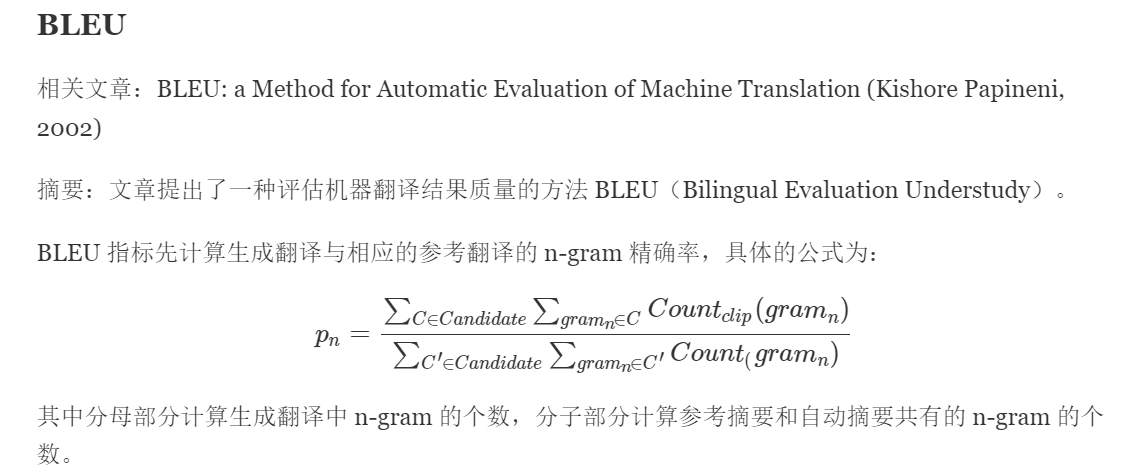 BLEU
相关文章：BLEU: a Method for Automatic Evaluation of Machine Translation (Kishore Papineni,
2002)
摘要：文章提出了一种评估机器翻译结果质量的方法 BLEU（Bilingual Evaluation Understudy）。
BLEU 指标先计算生成翻译与相应的参考翻译的 n-gram 精确率，具体的公式为：
p_n = \frac{\sum_{C \in Candidate} \sum_{gram_n \in C} Count_{clip}(gram_n)}{\sum_{C' \in Candidate} \sum_{gram_n \in C'} Count_(gram_n)}
其中分母部分计算生成翻译中 n-gram 的个数，分子部分计算参考摘要和自动摘要共有的 n-gram 的个
数。